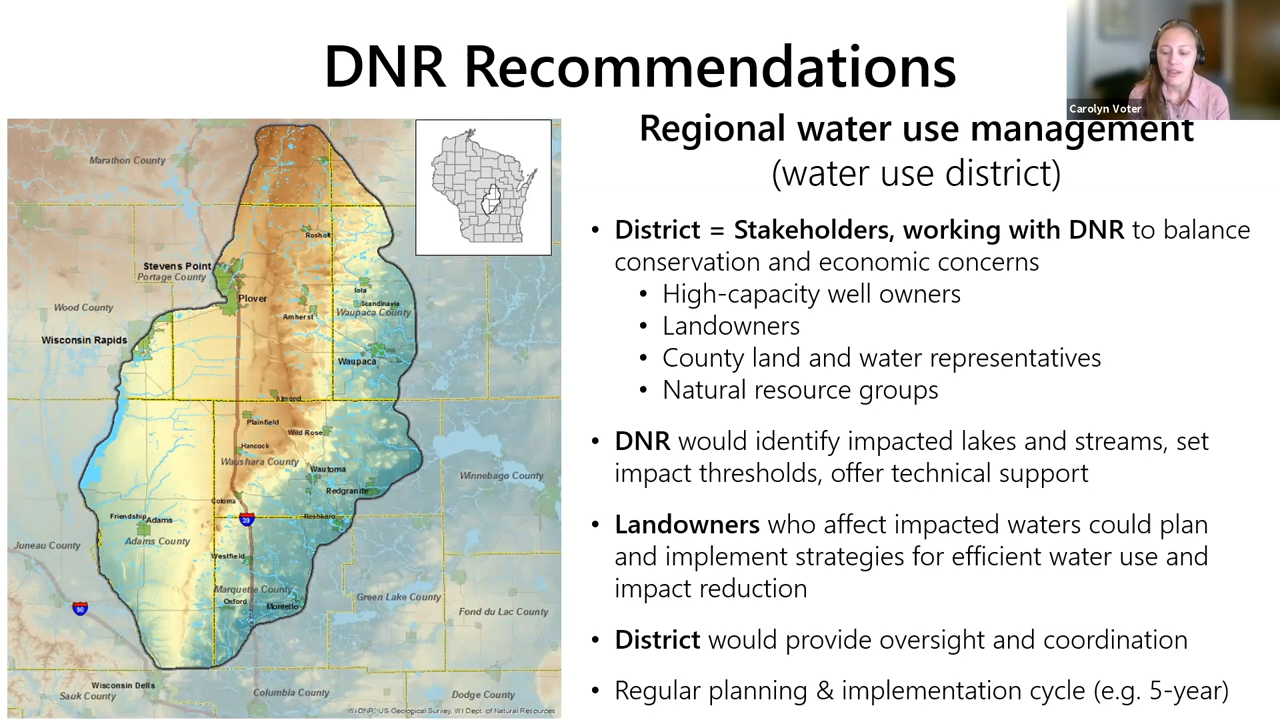 DNR Recommendations
Carolyn Voter
Regional water use management
(water use district)
• District = Stakeholders, working with DNR to balance
conservation and economic concerns
• High-capacity well owners
• Landowners
• County land and water representatives
• Natural resource groups
• DNR would identify impacted lakes and streams, set
impact thresholds, offer technical support
• Landowners who affect impacted waters could plan
and implement strategies for efficient water use and
impact reduction
• District would provide oversight and coordination
• Regular planning & implementation cycle (e.g. 5-year)
Marathon County
Rosholt
Stevens Point
Portage County
Plover
Iola
Scandinavia
Wood County
Amherst
Waupaca County
Wisconsin Rapids
Waupaca
Almond
Plainfield
Wild Rose
Hancock
Waushara County
Wautoma
Winnebago County
Redgranite
Coloma
Friendship
Adams
39
Neshkoro
Adams County
Juneau County
Westfield
Marquette County
Oxford
Montello
Green Lake County
90
Fond du Lac County
Wisconsin Dells
Sauk County
Columbia County
Dodge County
WI-DNR, US Geological Survey, WI Dept. of Natural Resources